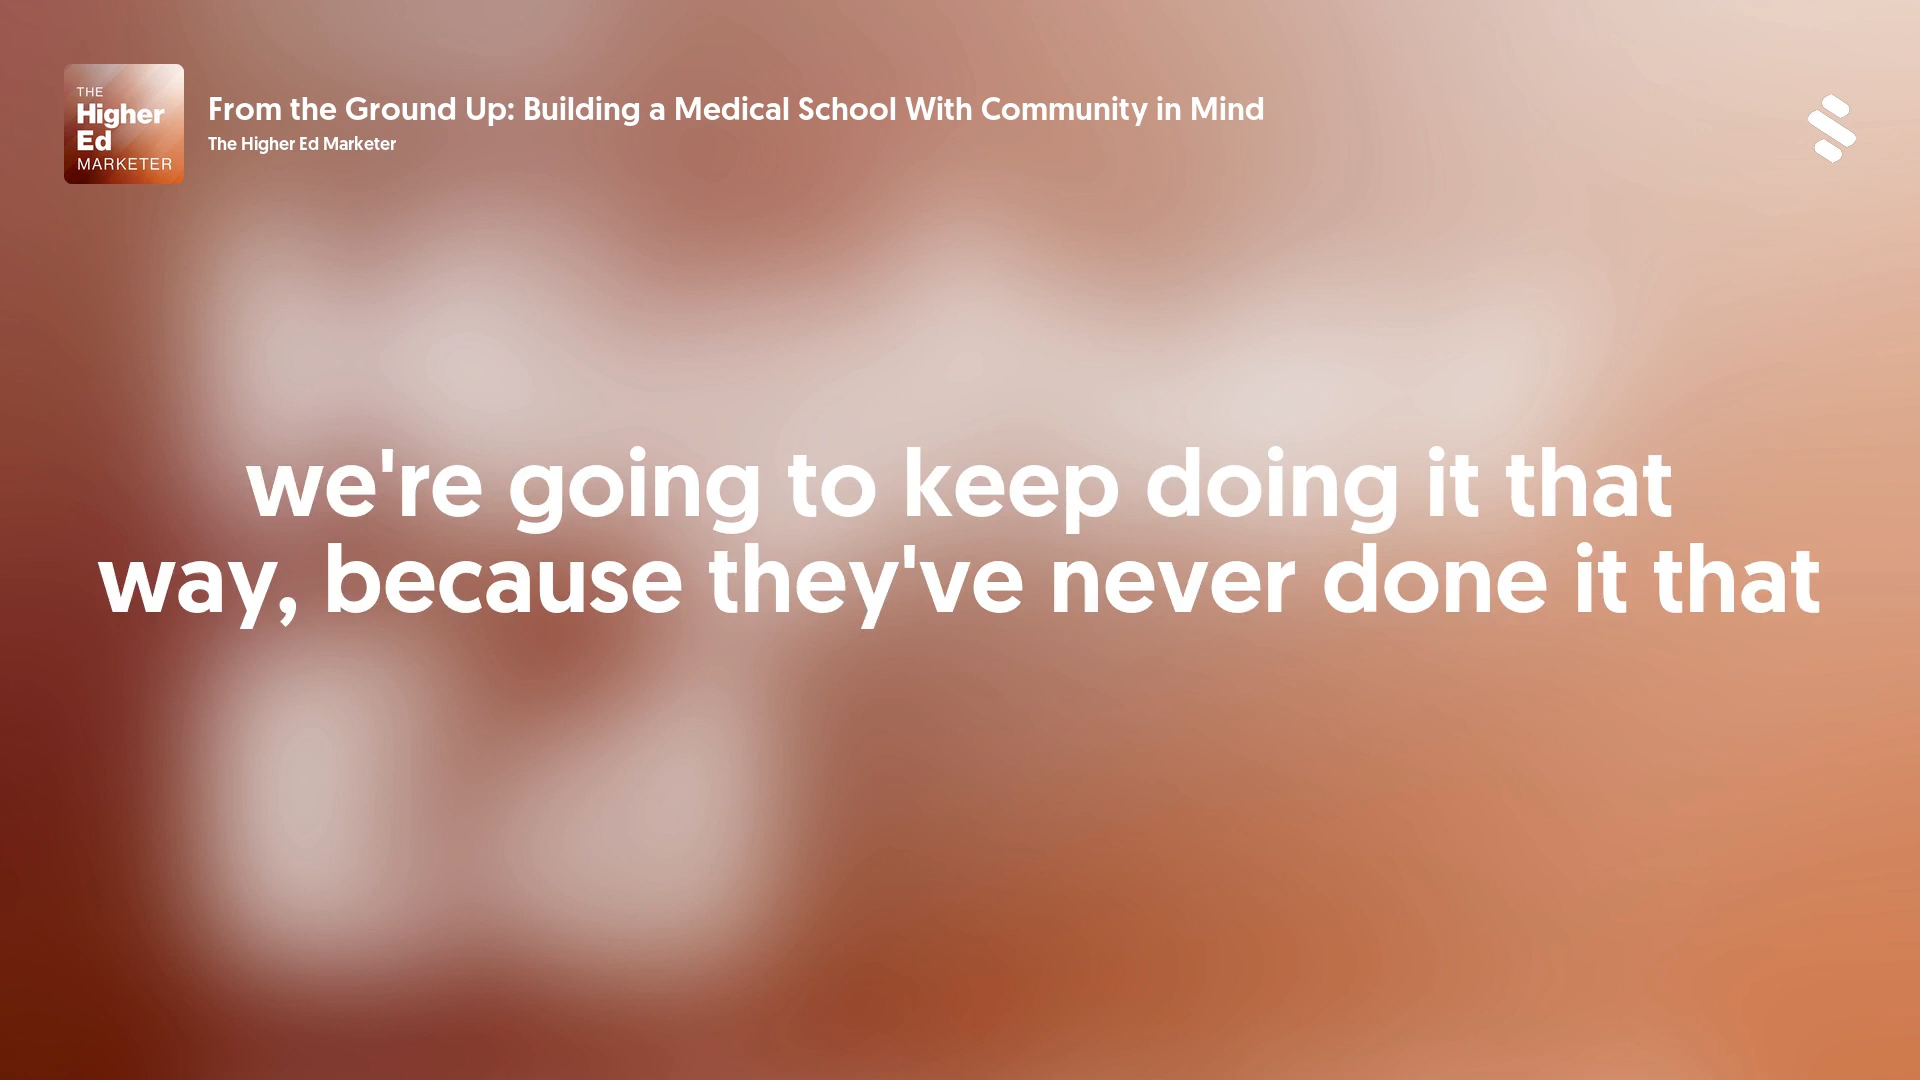 THE
Higher
Ed
MARKETER
From the Ground Up: Building a Medical School With Community in Mind
The Higher Ed Marketer
we're going to keep doing it that
way, because they've never done it that